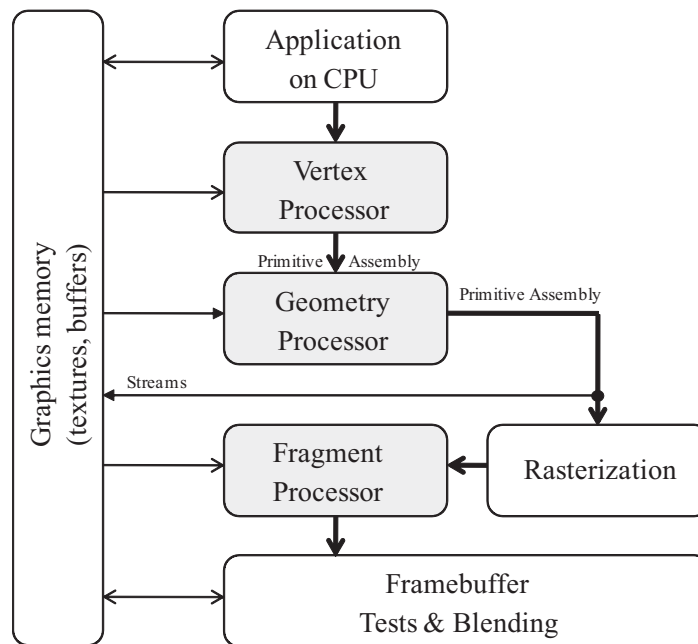 Application
on CPU
Vertex
Processor
Primitive Assembly
Geometry
Processor
Primitive Assembly
Graphics memory
(textures, buffers)
Streams
Fragment
Processor
Rasterization
Framebuffer
Tests & Blending